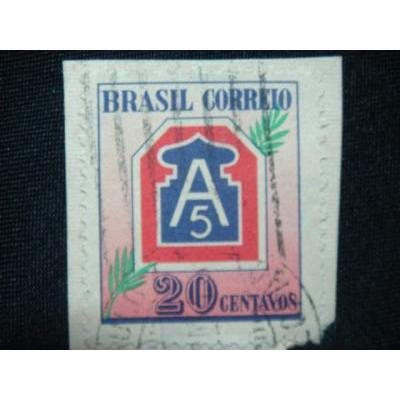 BRASIL CORREIO
A
5
20 CENTAVOS